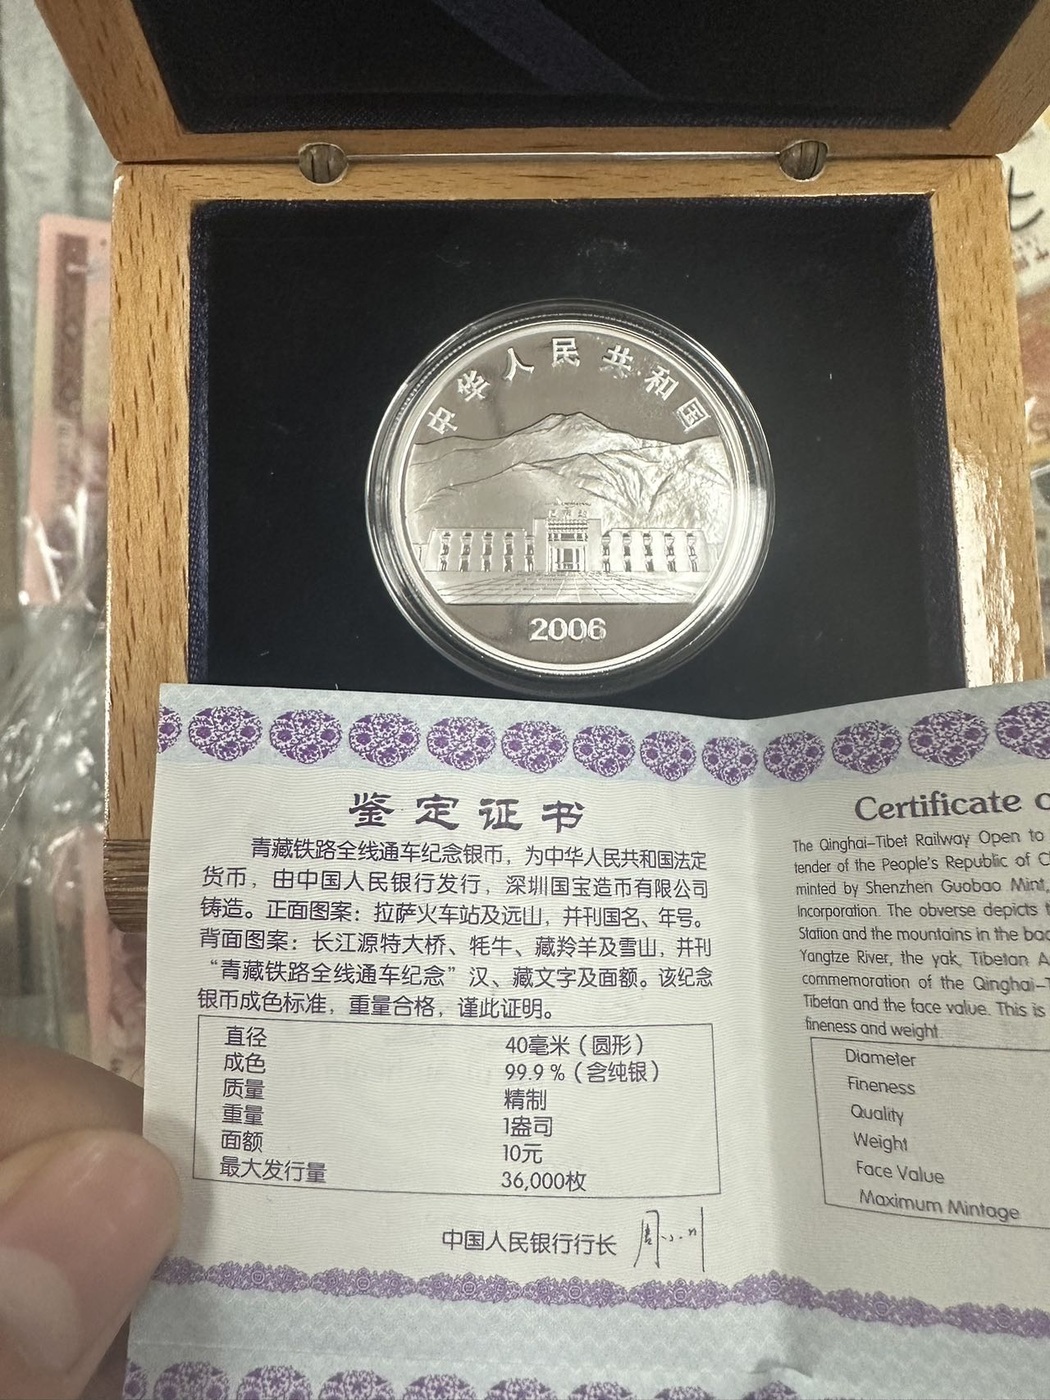 中华人民共和国
2006
鉴定证书
青藏铁路全线通车纪念银币，为中华人民共和国法定
货币，由中国人民银行发行，深圳国宝造币有限公司
铸造。正面图案：拉萨火车站及远山，并刊国名、年号。
背面图案：长江源特大桥、牦牛、藏羚羊及雪山，并刊
“青藏铁路全线通车纪念”汉、藏文字及面额。该纪念
银币成色标准，重量合格，谨此证明。
直径 40毫米（圆形）
成色 99.9％（含纯银）
质量 精制
重量 1盎司
面额 10元
最大发行量 36,000枚
中国人民银行行长 周小川
Certificate
The Qinghai–Tibet Railway Open to
tender of the People's Republic of
minted by Shenzhen Guobao Mint,
Incorporation. The obverse depicts
Station and the mountains in the
Yangtze River, the yak, Tibetan
commemoration of the Qinghai–
Tibetan and the face value. This is
fineness and weight.
Diameter
Fineness
Quality
Weight
Face Value
Maximum Mintage